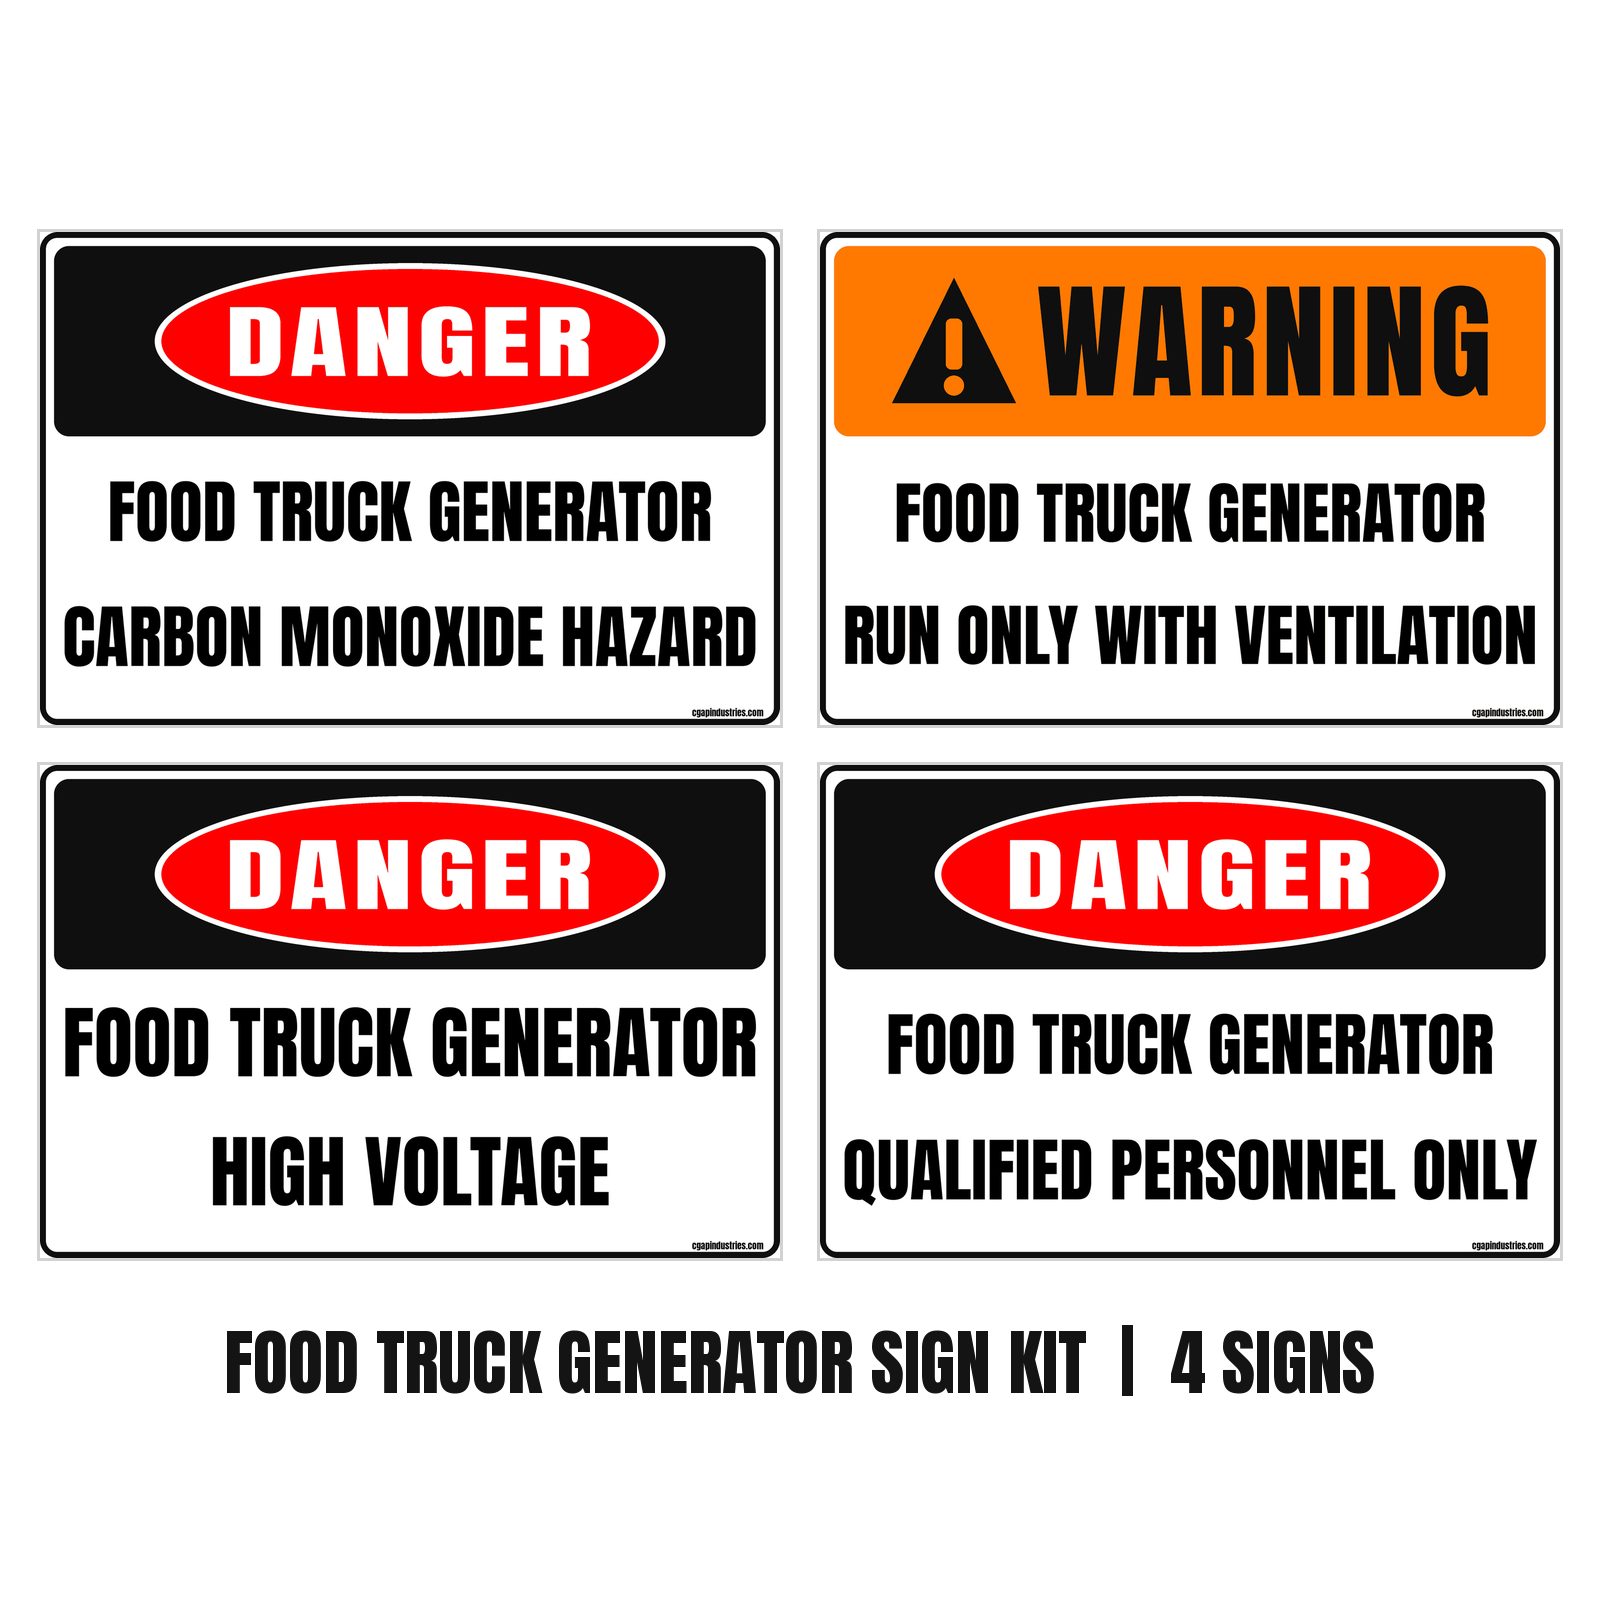 DANGER
FOOD TRUCK GENERATOR
CARBON MONOXIDE HAZARD
cgapindustries.com
WARNING
FOOD TRUCK GENERATOR
RUN ONLY WITH VENTILATION
cgapindustries.com
DANGER
FOOD TRUCK GENERATOR
HIGH VOLTAGE
cgapindustries.com
DANGER
FOOD TRUCK GENERATOR
QUALIFIED PERSONNEL ONLY
cgapindustries.com
FOOD TRUCK GENERATOR SIGN KIT | 4 SIGNS